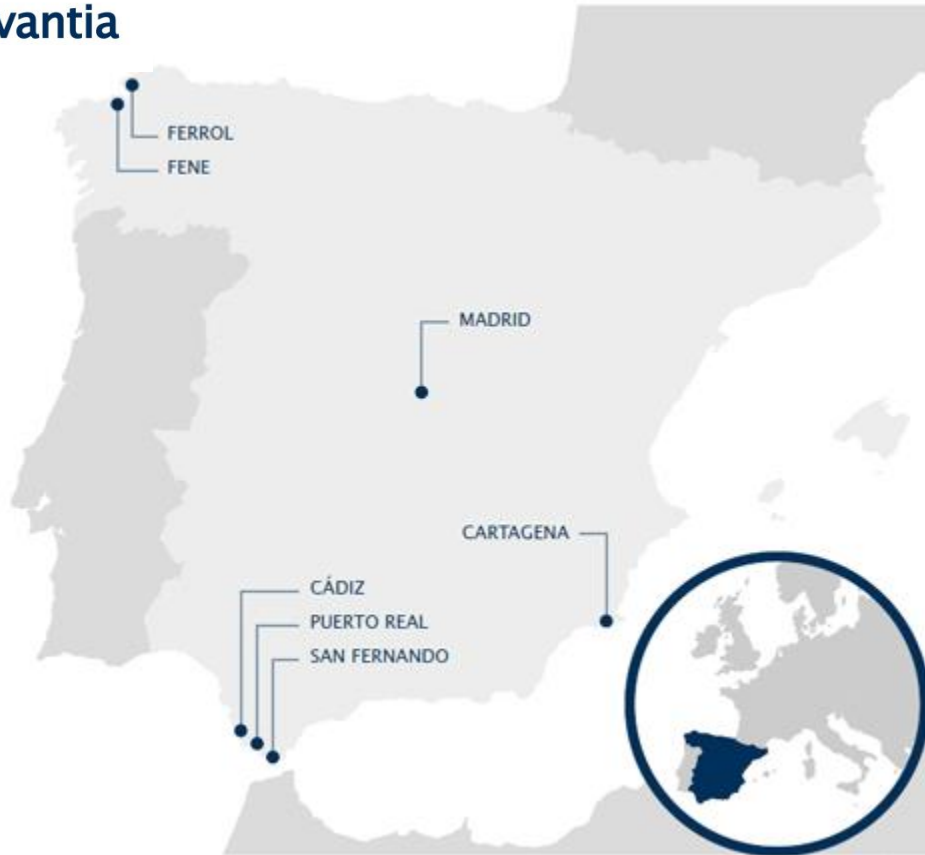 vantia
FERROL
FENE
MADRID
CARTAGENA
CÁDIZ
PUERTO REAL
SAN FERNANDO